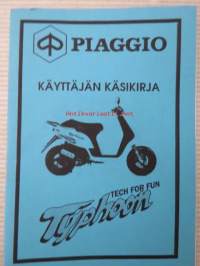 PIAGGIO
KÄYTTÄJÄN KÄSIKIRJA
TECH FOR FUN
Typhoon